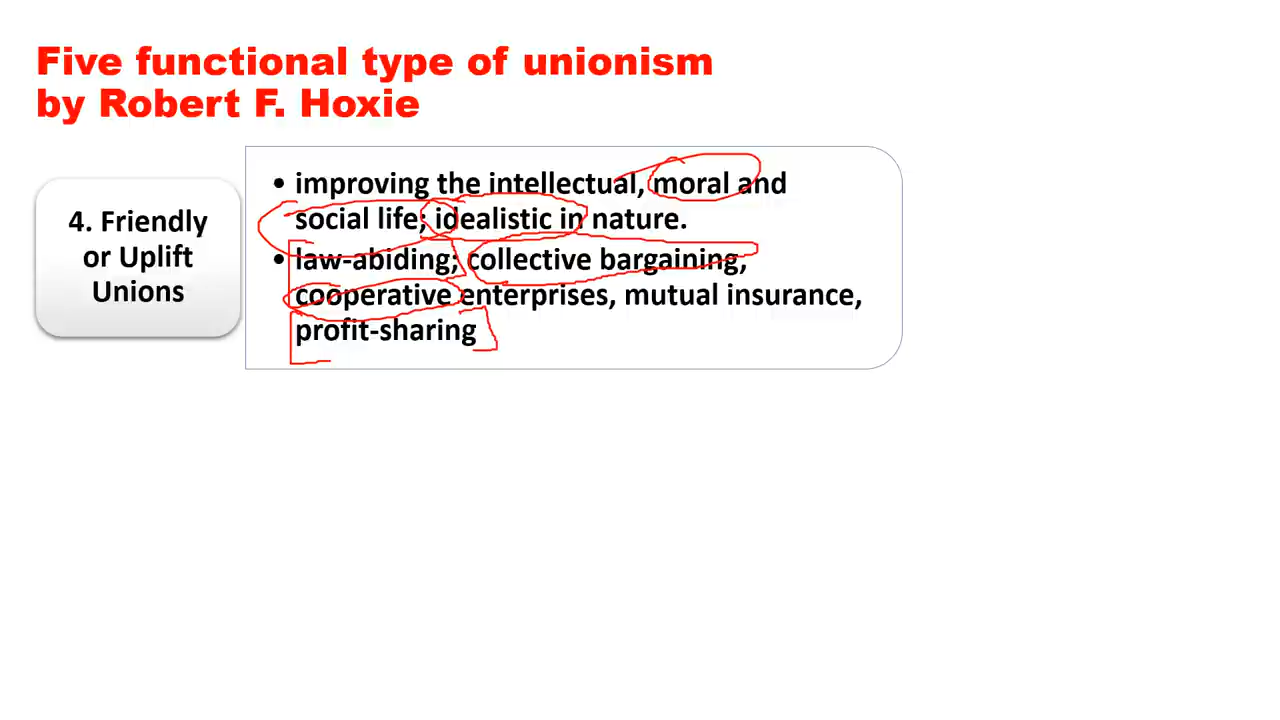 Five functional type of unionism
by Robert F. Hoxie
4. Friendly
or Uplift
Unions
• improving the intellectual, moral and
social life; idealistic in nature.
• law-abiding; collective bargaining,
cooperative enterprises, mutual insurance,
profit-sharing